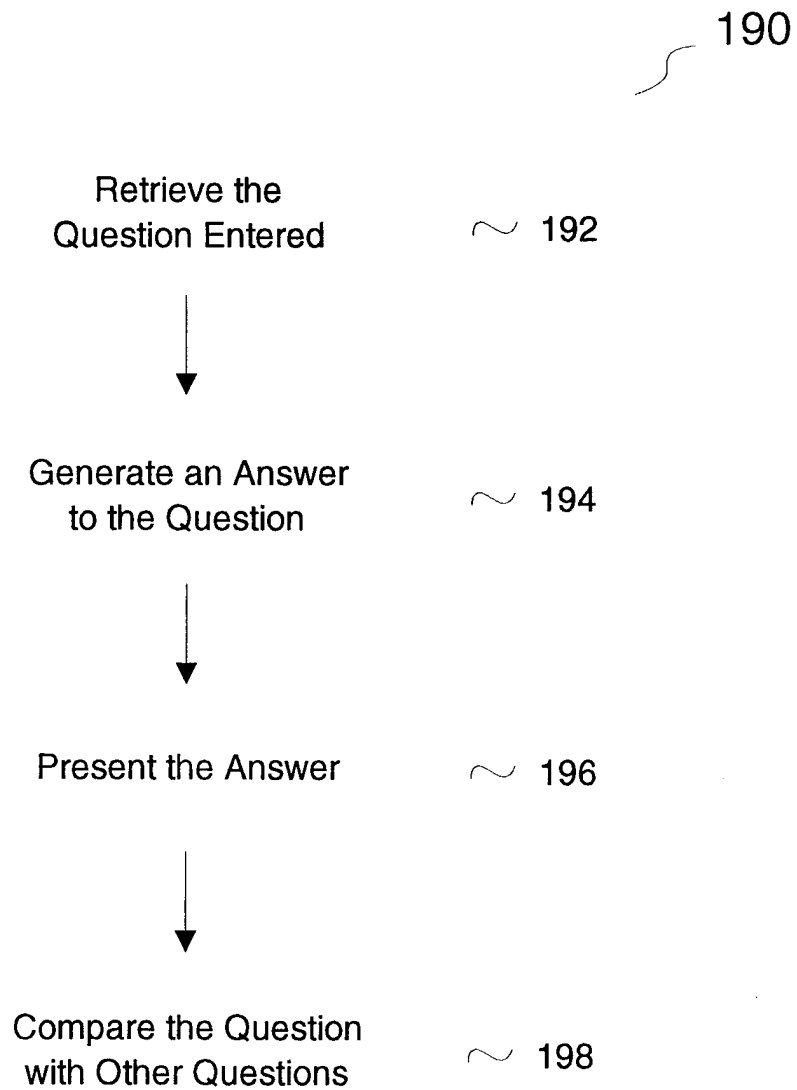 190
Retrieve the
Question Entered
192
Generate an Answer
to the Question
194
Present the Answer
196
Compare the Question
with Other Questions
198